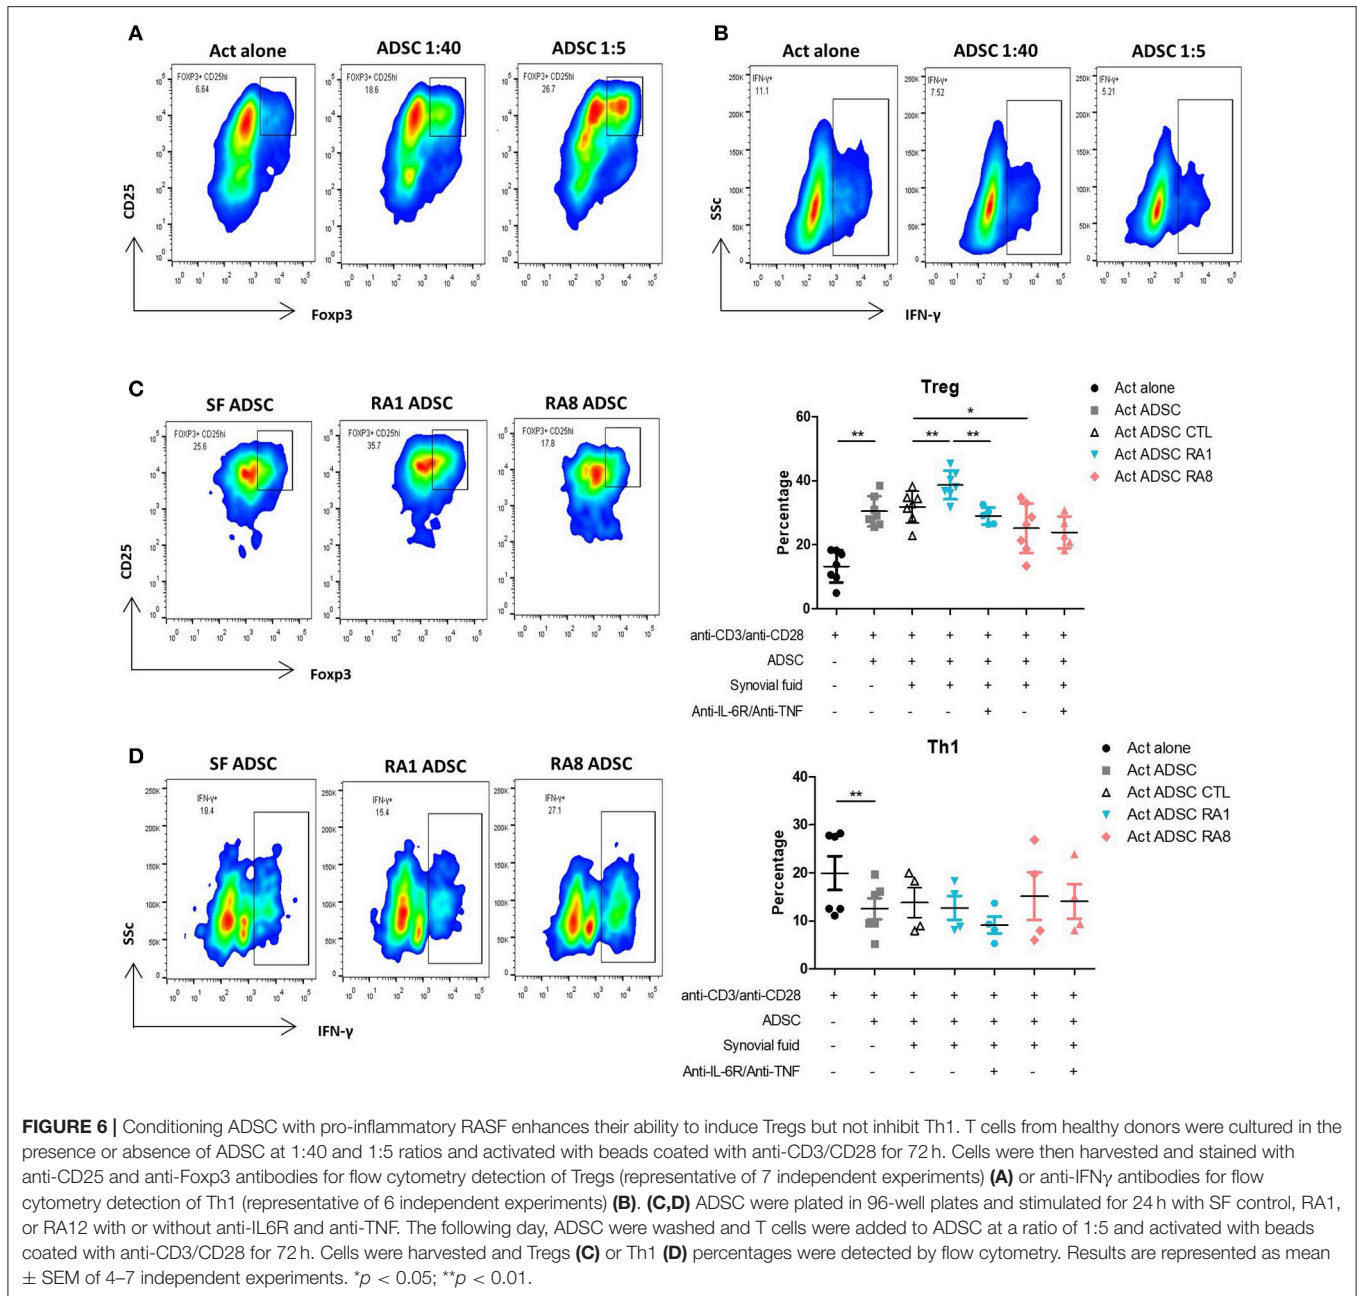 A
Act alone ADSC 1:40 ADSC 1:5
FOXP3+ CD25hi
6.64
FOXP3+ CD25hi
18.6
FOXP3+ CD25hi
26.7
CD25
Foxp3
B
Act alone ADSC 1:40 ADSC 1:5
IFN-γ+
11.1
IFN-γ+
7.52
IFN-γ+
5.21
SSc
IFN-γ
C
SF ADSC RA1 ADSC RA8 ADSC
FOXP3+ CD25hi
25.6
FOXP3+ CD25hi
35.7
FOXP3+ CD25hi
17.8
CD25
Foxp3
Treg
Percentage
60
40
20
0
** * ** **
Act alone
Act ADSC
Act ADSC CTL
Act ADSC RA1
Act ADSC RA8
anti-CD3/anti-CD28 + + + + + + +
ADSC - + + + + + +
Synovial fuid - - + + + + +
Anti-IL-6R/Anti-TNF - - - - + - +
D
SF ADSC RA1 ADSC RA8 ADSC
IFN-γ+
18.4
IFN-γ+
15.4
IFN-γ+
27.1
SSc
IFN-γ
Th1
Percentage
40
30
20
10
0
**
Act alone
Act ADSC
Act ADSC CTL
Act ADSC RA1
Act ADSC RA8
anti-CD3/anti-CD28 + + + + + + +
ADSC - + + + + + +
Synovial fuid - - + + + + +
Anti-IL-6R/Anti-TNF - - - - + - +
FIGURE 6 | Conditioning ADSC with pro-inflammatory RASF enhances their ability to induce Tregs but not inhibit Th1. T cells from healthy donors were cultured in the
presence or absence of ADSC at 1:40 and 1:5 ratios and activated with beads coated with anti-CD3/CD28 for 72 h. Cells were then harvested and stained with
anti-CD25 and anti-Foxp3 antibodies for flow cytometry detection of Tregs (representative of 7 independent experiments) (A) or anti-IFNγ antibodies for flow
cytometry detection of Th1 (representative of 6 independent experiments) (B). (C,D) ADSC were plated in 96-well plates and stimulated for 24 h with SF control, RA1,
or RA12 with or without anti-IL6R and anti-TNF. The following day, ADSC were washed and T cells were added to ADSC at a ratio of 1:5 and activated with beads
coated with anti-CD3/CD28 for 72 h. Cells were harvested and Tregs (C) or Th1 (D) percentages were detected by flow cytometry. Results are represented as mean
± SEM of 4–7 independent experiments. *p < 0.05; **p < 0.01.